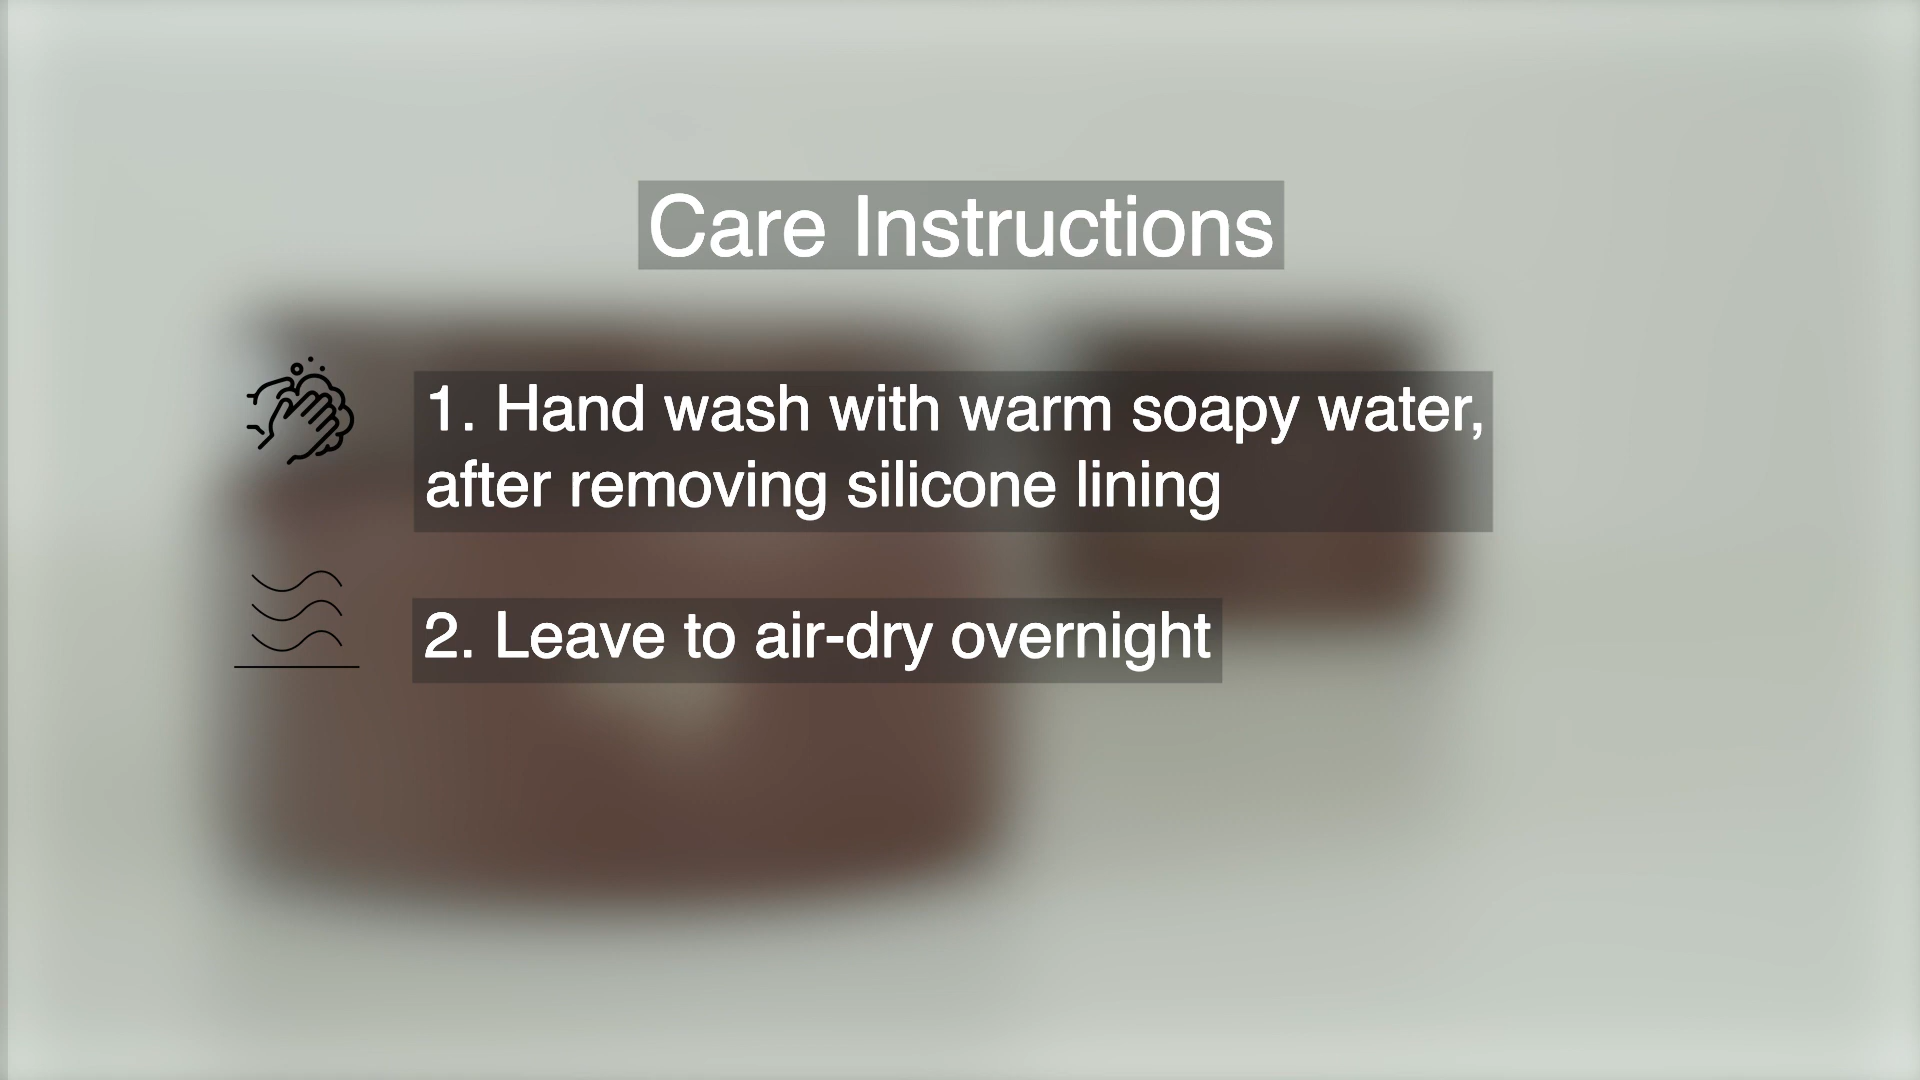 Care Instructions
1. Hand wash with warm soapy water,
after removing silicone lining
2. Leave to air-dry overnight